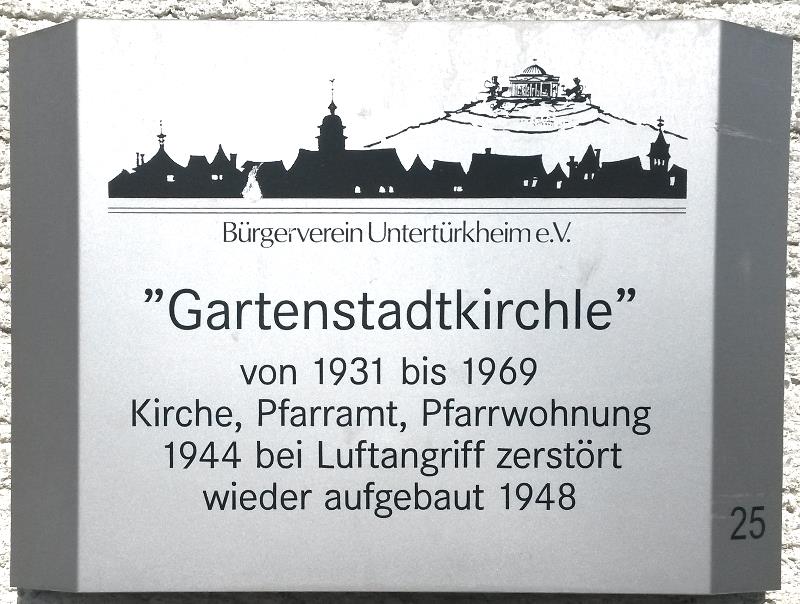 Bürgerverein Untertürkheim e.V.
”Gartenstadtkirchle”
von 1931 bis 1969
Kirche, Pfarramt, Pfarrwohnung
1944 bei Luftangriff zerstört
wieder aufgebaut 1948
25